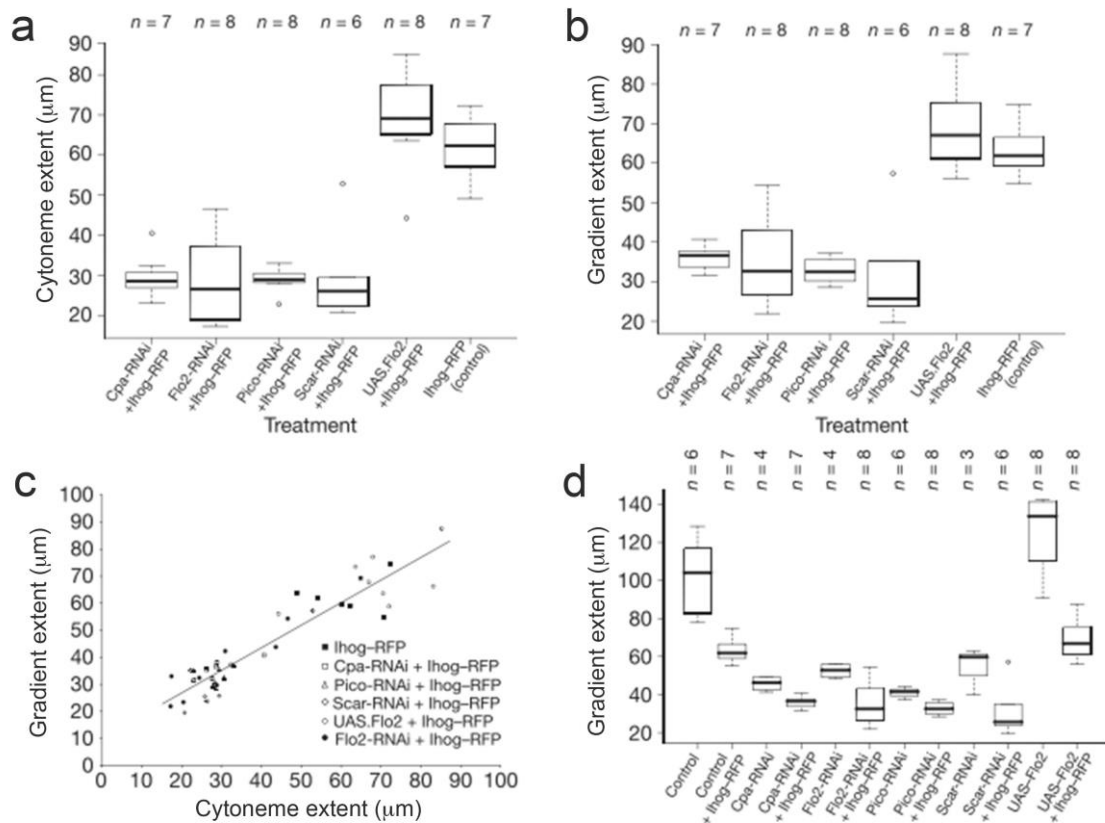 a
n = 7 n = 8 n = 8 n = 6 n = 8 n = 7
Cytoneme extent (μm)
90
80
70
60
50
40
30
20
Cpa-RNAi
+Ihog–RFP
Flo2-RNAi
+Ihog–RFP
Pico-RNAi
+Ihog–RFP
Scar-RNAi
+Ihog–RFP
UAS.Flo2
+Ihog–RFP
Ihog–RFP
(control)
Treatment
b
n = 7 n = 8 n = 8 n = 6 n = 8 n = 7
Gradient extent (μm)
90
80
70
60
50
40
30
20
Cpa-RNAi
+Ihog–RFP
Flo2-RNAi
+Ihog–RFP
Pico-RNAi
+Ihog–RFP
Scar-RNAi
+Ihog–RFP
UAS.Flo2
+Ihog–RFP
Ihog–RFP
(control)
Treatment
c
Gradient extent (μm)
100
90
80
70
60
50
40
30
20
10
0
Ihog–RFP
Cpa-RNAi + Ihog–RFP
Pico-RNAi + Ihog–RFP
Scar-RNAi + Ihog–RFP
UAS.Flo2 + Ihog–RFP
Flo2-RNAi + Ihog–RFP
0 10 20 30 40 50 60 70 80 90 100
Cytoneme extent (μm)
d
n = 6 n = 7 n = 4 n = 7 n = 4 n = 8 n = 6 n = 8 n = 3 n = 6 n = 8 n = 8
Gradient extent (μm)
140
120
100
80
60
40
20
Control
Control
+ Ihog–RFP
Cpa-RNAi
Cpa-RNAi
+ Ihog–RFP
Flo2-RNAi
Flo2-RNAi
+ Ihog–RFP
Pico-RNAi
Pico-RNAi
+ Ihog–RFP
Scar-RNAi
Scar-RNAi
+ Ihog–RFP
UAS–Flo2
UAS–Flo2
+ Ihog–RFP